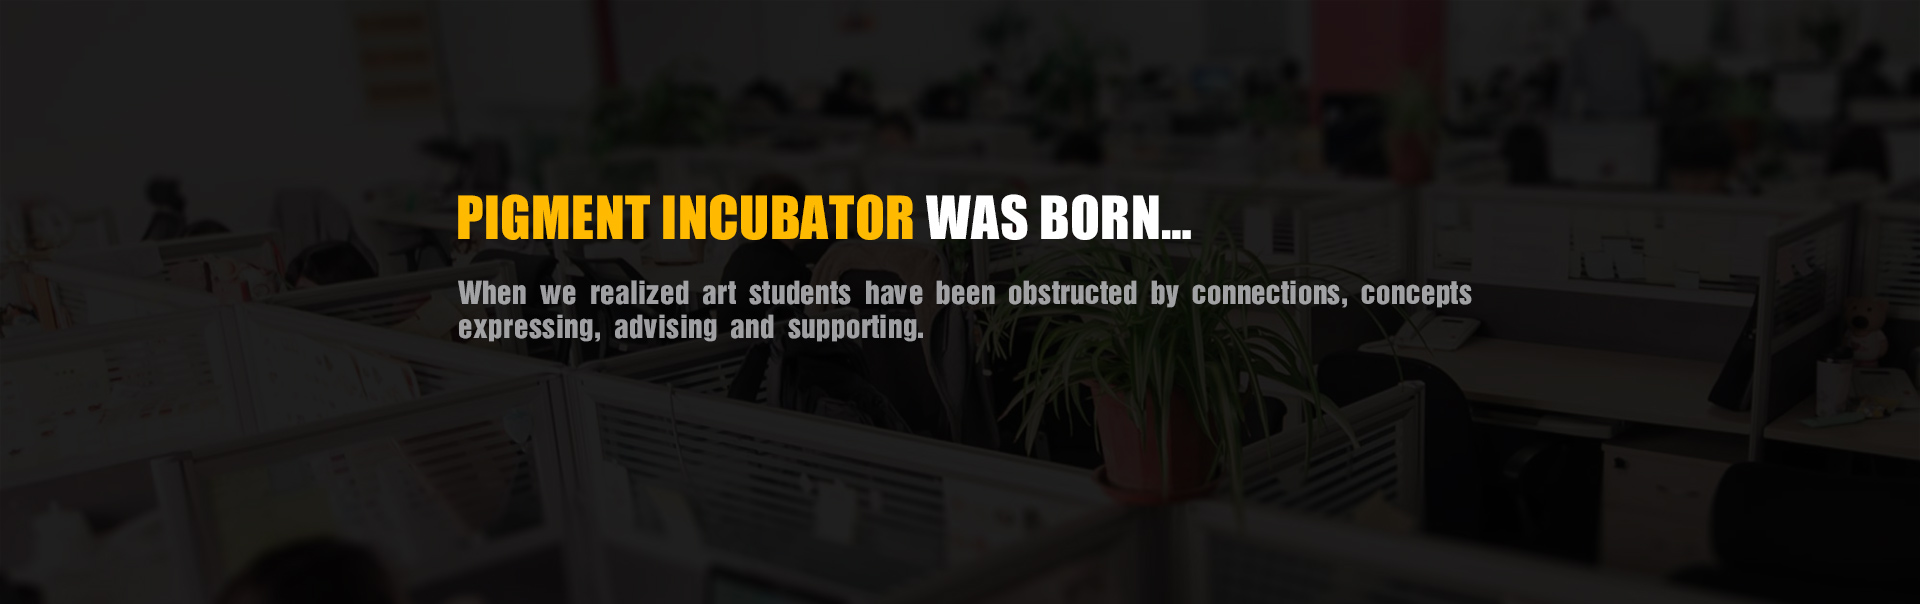 PIGMENT INCUBATOR WAS BORN...
When we realized art students have been obstructed by connections, concepts
expressing, advising and supporting.